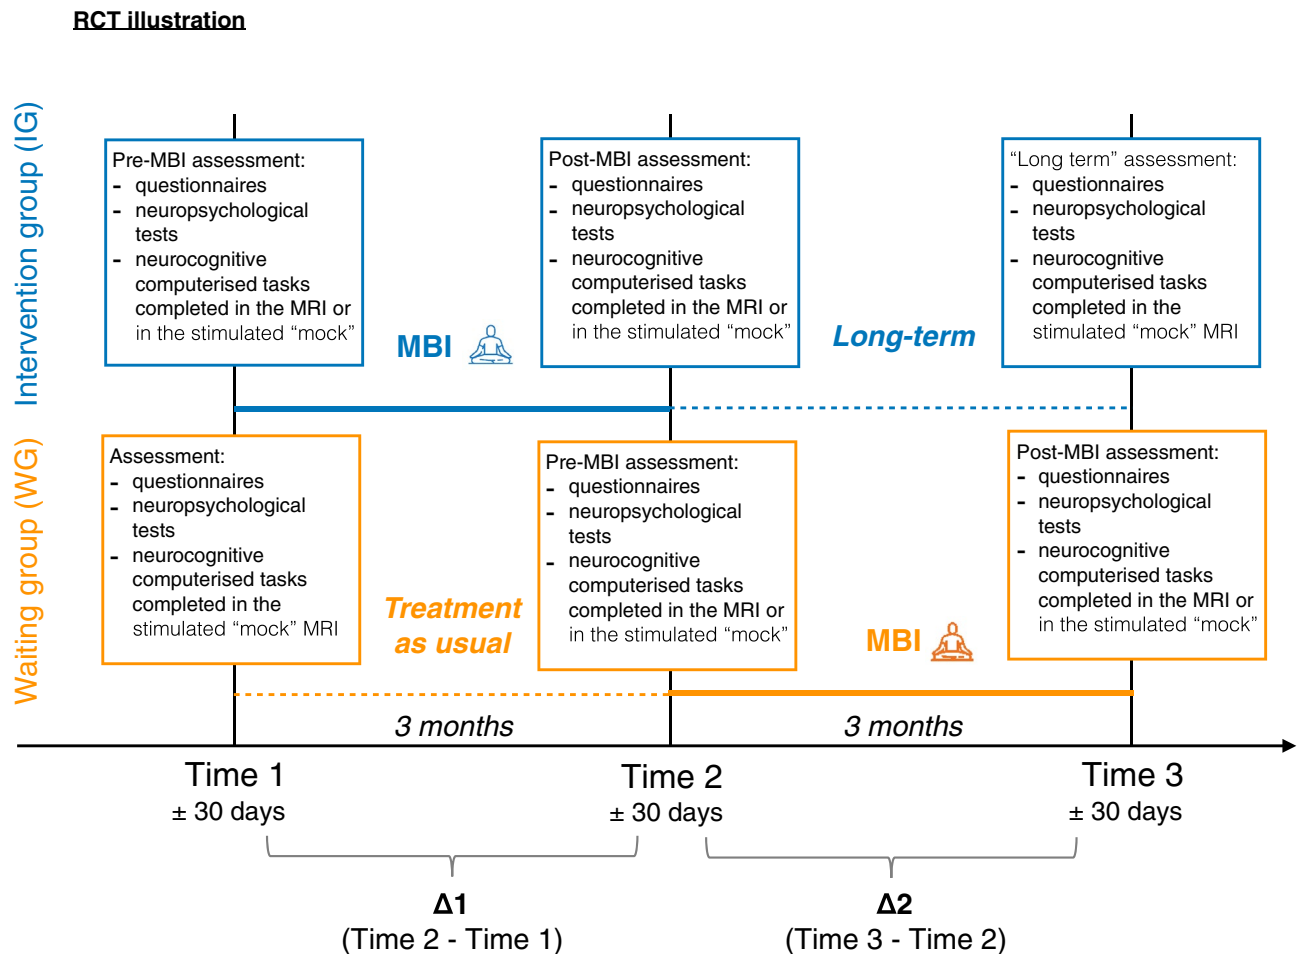 RCT illustration
Intervention group (IG)
Pre-MBI assessment:
- questionnaires
- neuropsychological
tests
- neurocognitive
computerised tasks
completed in the MRI or
in the stimulated “mock”
MBI
Post-MBI assessment:
- questionnaires
- neuropsychological
tests
- neurocognitive
computerised tasks
completed in the MRI or
in the stimulated “mock”
Long-term
“Long term” assessment:
- questionnaires
- neuropsychological
tests
- neurocognitive
computerised tasks
completed in the
stimulated “mock” MRI
Waiting group (WG)
Assessment:
- questionnaires
- neuropsychological
tests
- neurocognitive
computerised tasks
completed in the
stimulated “mock” MRI
Treatment
as usual
Pre-MBI assessment:
- questionnaires
- neuropsychological
tests
- neurocognitive
computerised tasks
completed in the MRI or
in the stimulated “mock”
MBI
Post-MBI assessment:
- questionnaires
- neuropsychological
tests
- neurocognitive
computerised tasks
completed in the MRI or
in the stimulated “mock”
3 months
3 months
Time 1
± 30 days
Time 2
± 30 days
Time 3
± 30 days
Δ1
(Time 2 - Time 1)
Δ2
(Time 3 - Time 2)